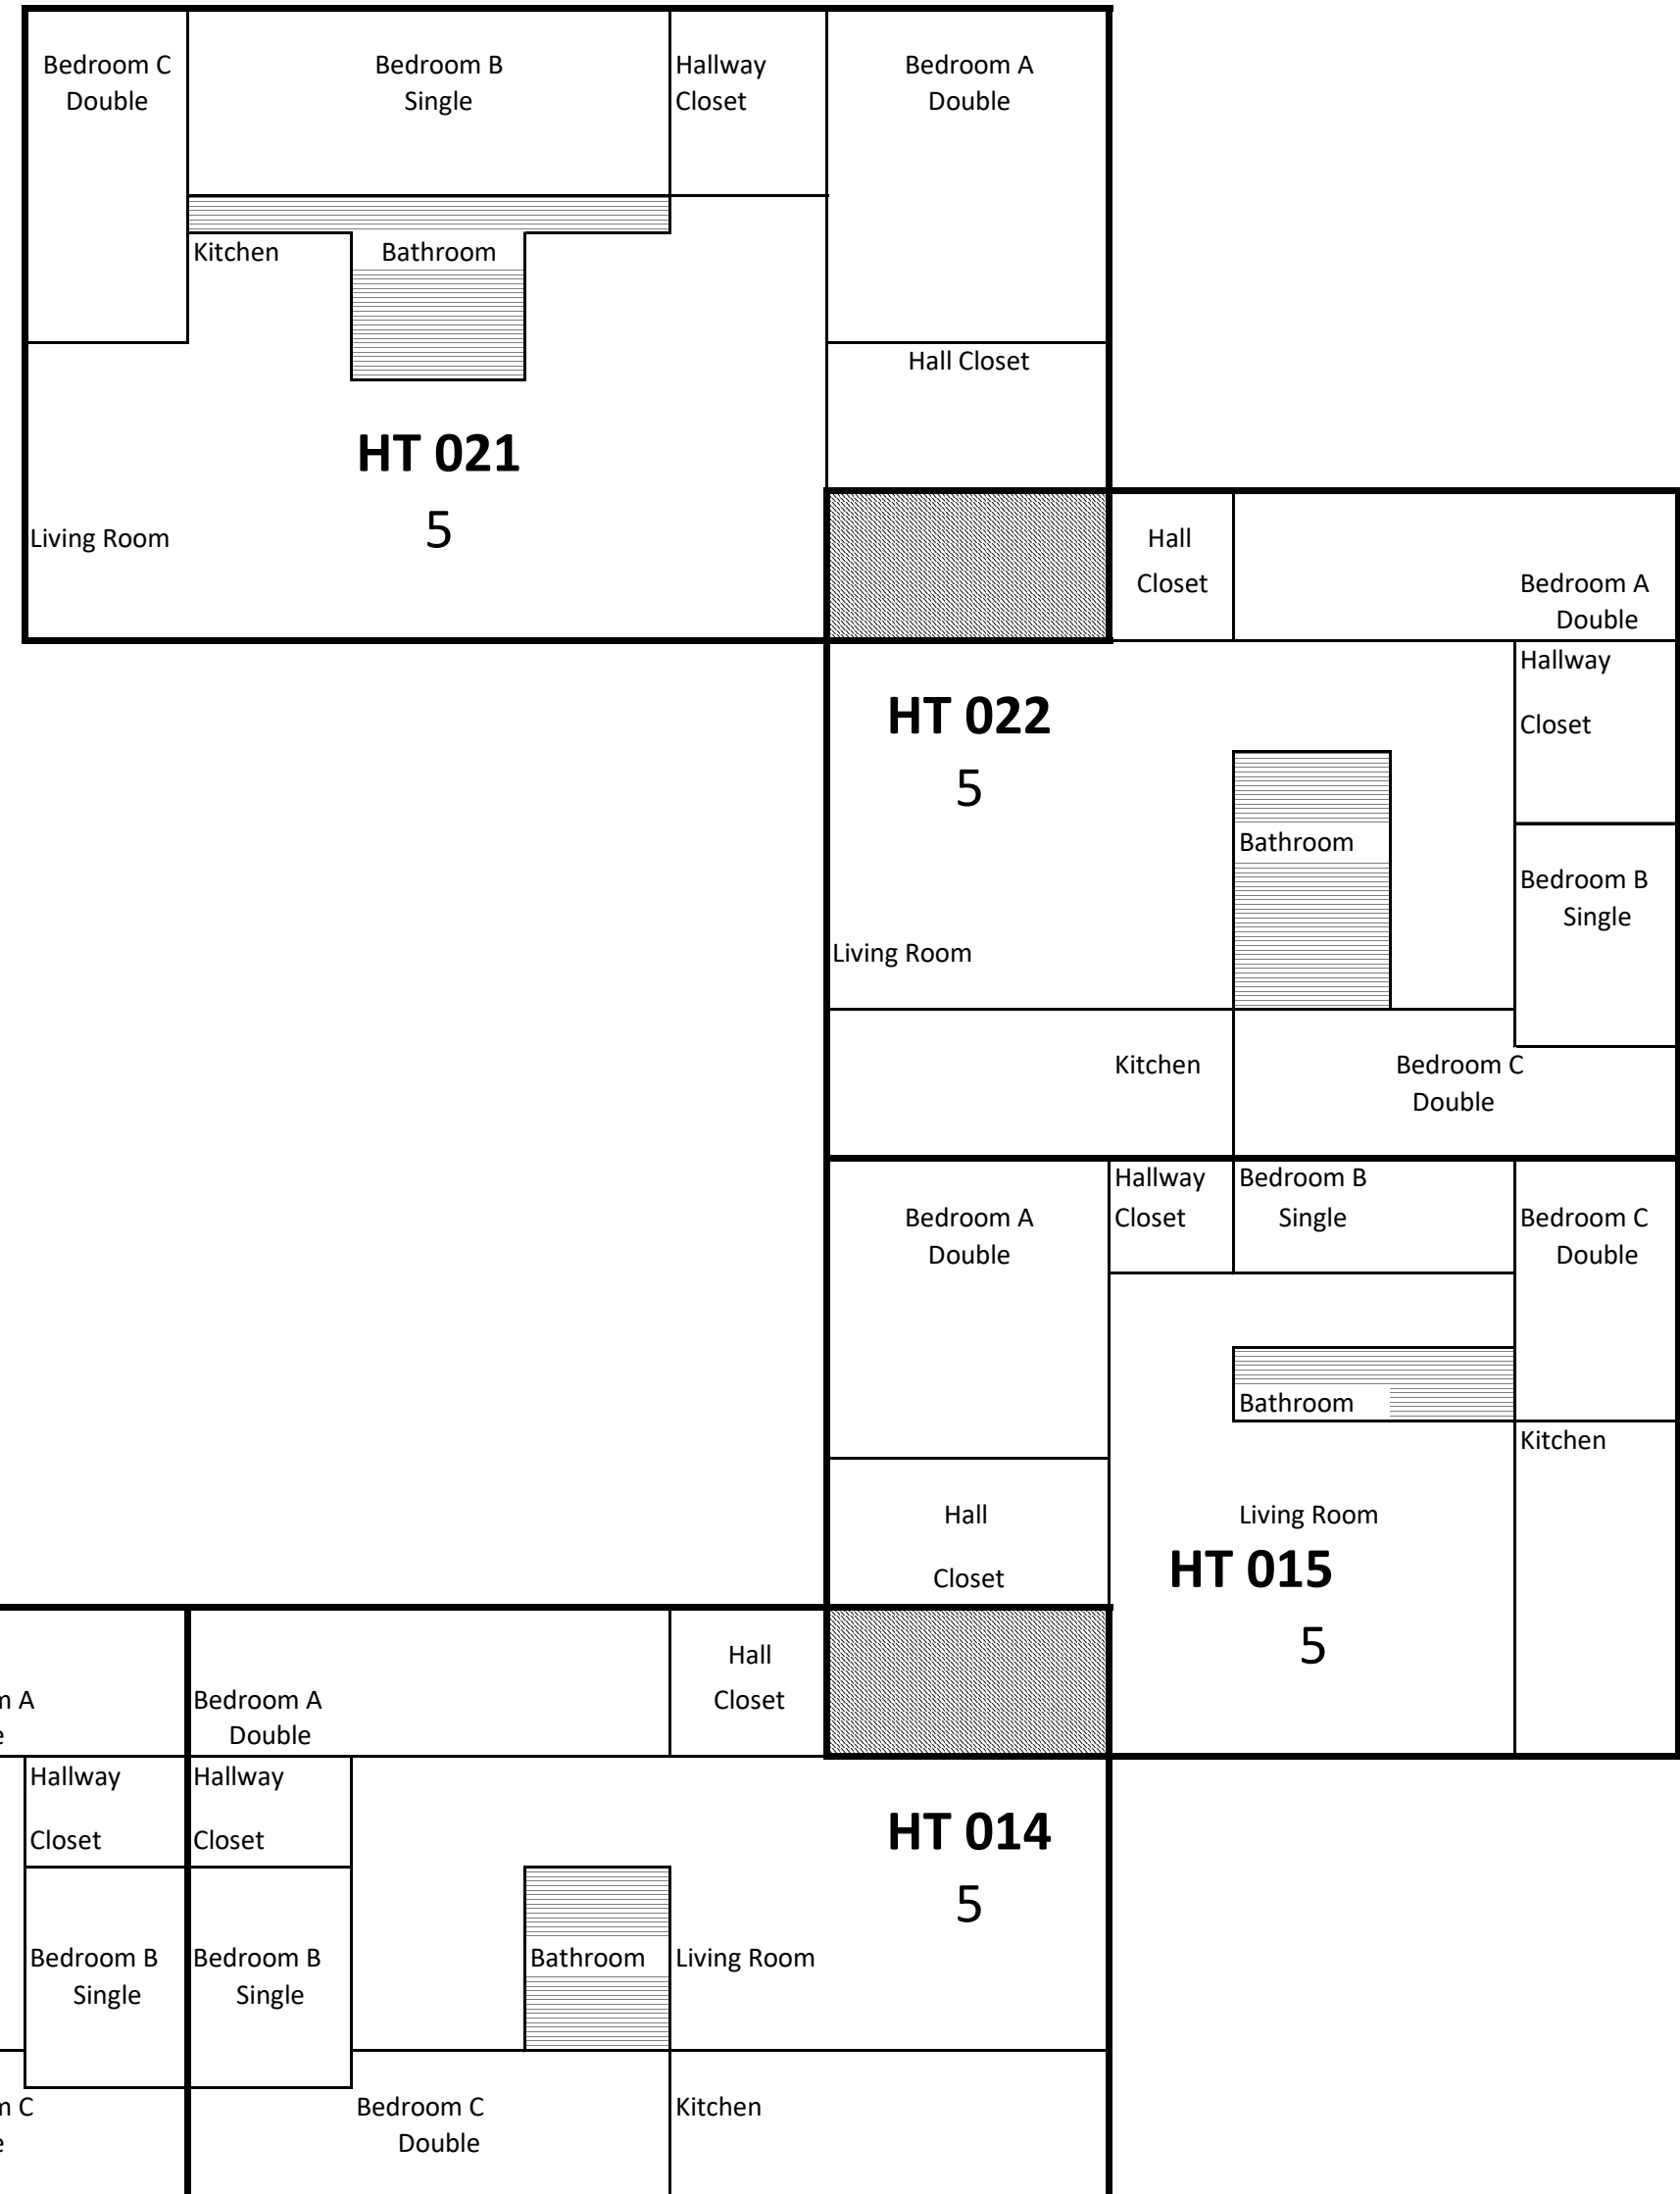 Bedroom C
Double
Bedroom B
Single
Hallway
Closet
Bedroom A
Double
Kitchen
Bathroom
Hall Closet
HT 021
5
Living Room
Hall
Closet
Bedroom A
Double
Hallway
Closet
HT 022
5
Bathroom
Bedroom B
Single
Living Room
Kitchen
Bedroom C
Double
Bedroom A
Double
Hallway
Closet
Bedroom B
Single
Bedroom C
Double
Bathroom
Kitchen
Hall
Closet
Living Room
HT 015
5
Hall
Closet
A
Bedroom A
Double
Hallway
Closet
Hallway
Closet
HT 014
5
Bedroom B
Single
Bedroom B
Single
Bathroom
Living Room
C
Bedroom C
Double
Kitchen